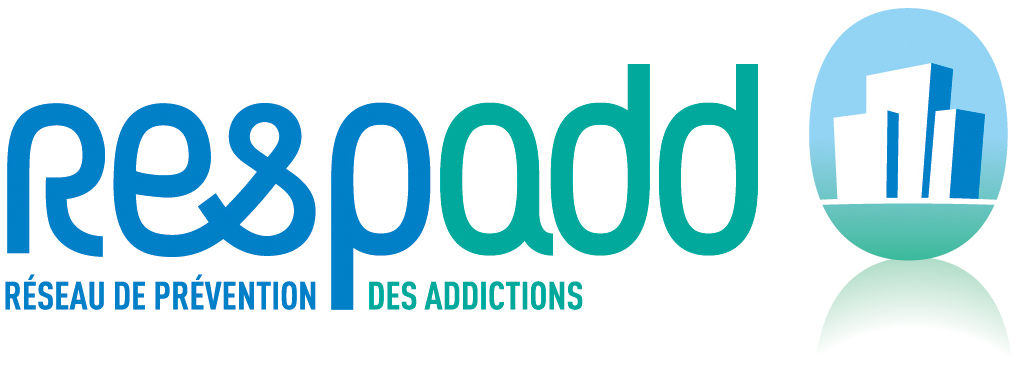 respadd
RÉSEAU DE PRÉVENTION DES ADDICTIONS